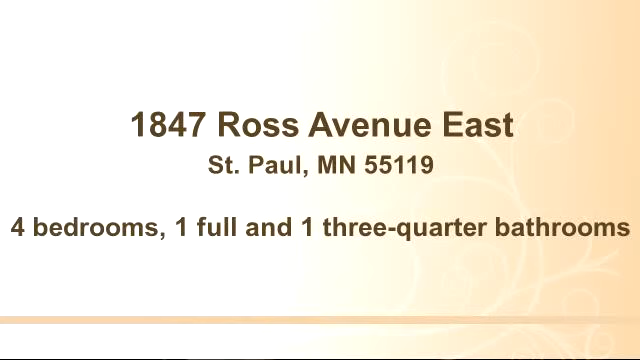 1847 Ross Avenue East
St. Paul, MN 55119
4 bedrooms, 1 full and 1 three-quarter bathrooms